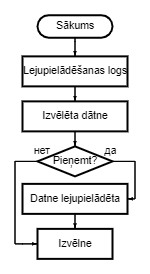 Sākums
Lejupielādēšanas logs
Izvēlēta dātne
нет
да
Pieņemt?
Datne lejupielādēta
Izvēlne